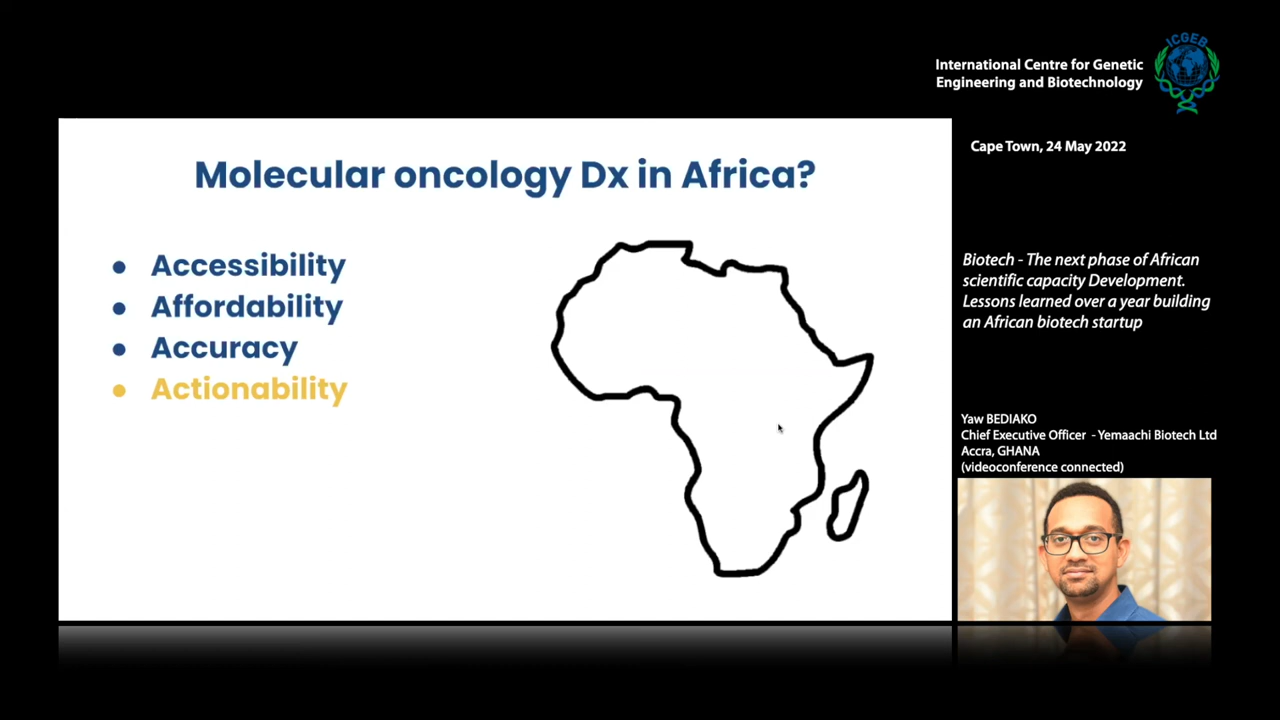 ICGEB
International Centre for Genetic
Engineering and Biotechnology
Cape Town, 24 May 2022
Molecular oncology Dx in Africa?
• Accessibility
• Affordability
• Accuracy
• Actionability
Biotech - The next phase of African
scientific capacity Development.
Lessons learned over a year building
an African biotech startup
Yaw BEDIAKO
Chief Executive Officer - Yemaachi Biotech Ltd
Accra, GHANA
(videoconference connected)